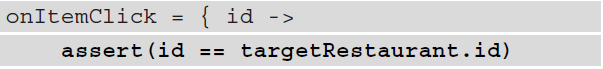 onItemClick = { id ->
    assert(id == targetRestaurant.id)